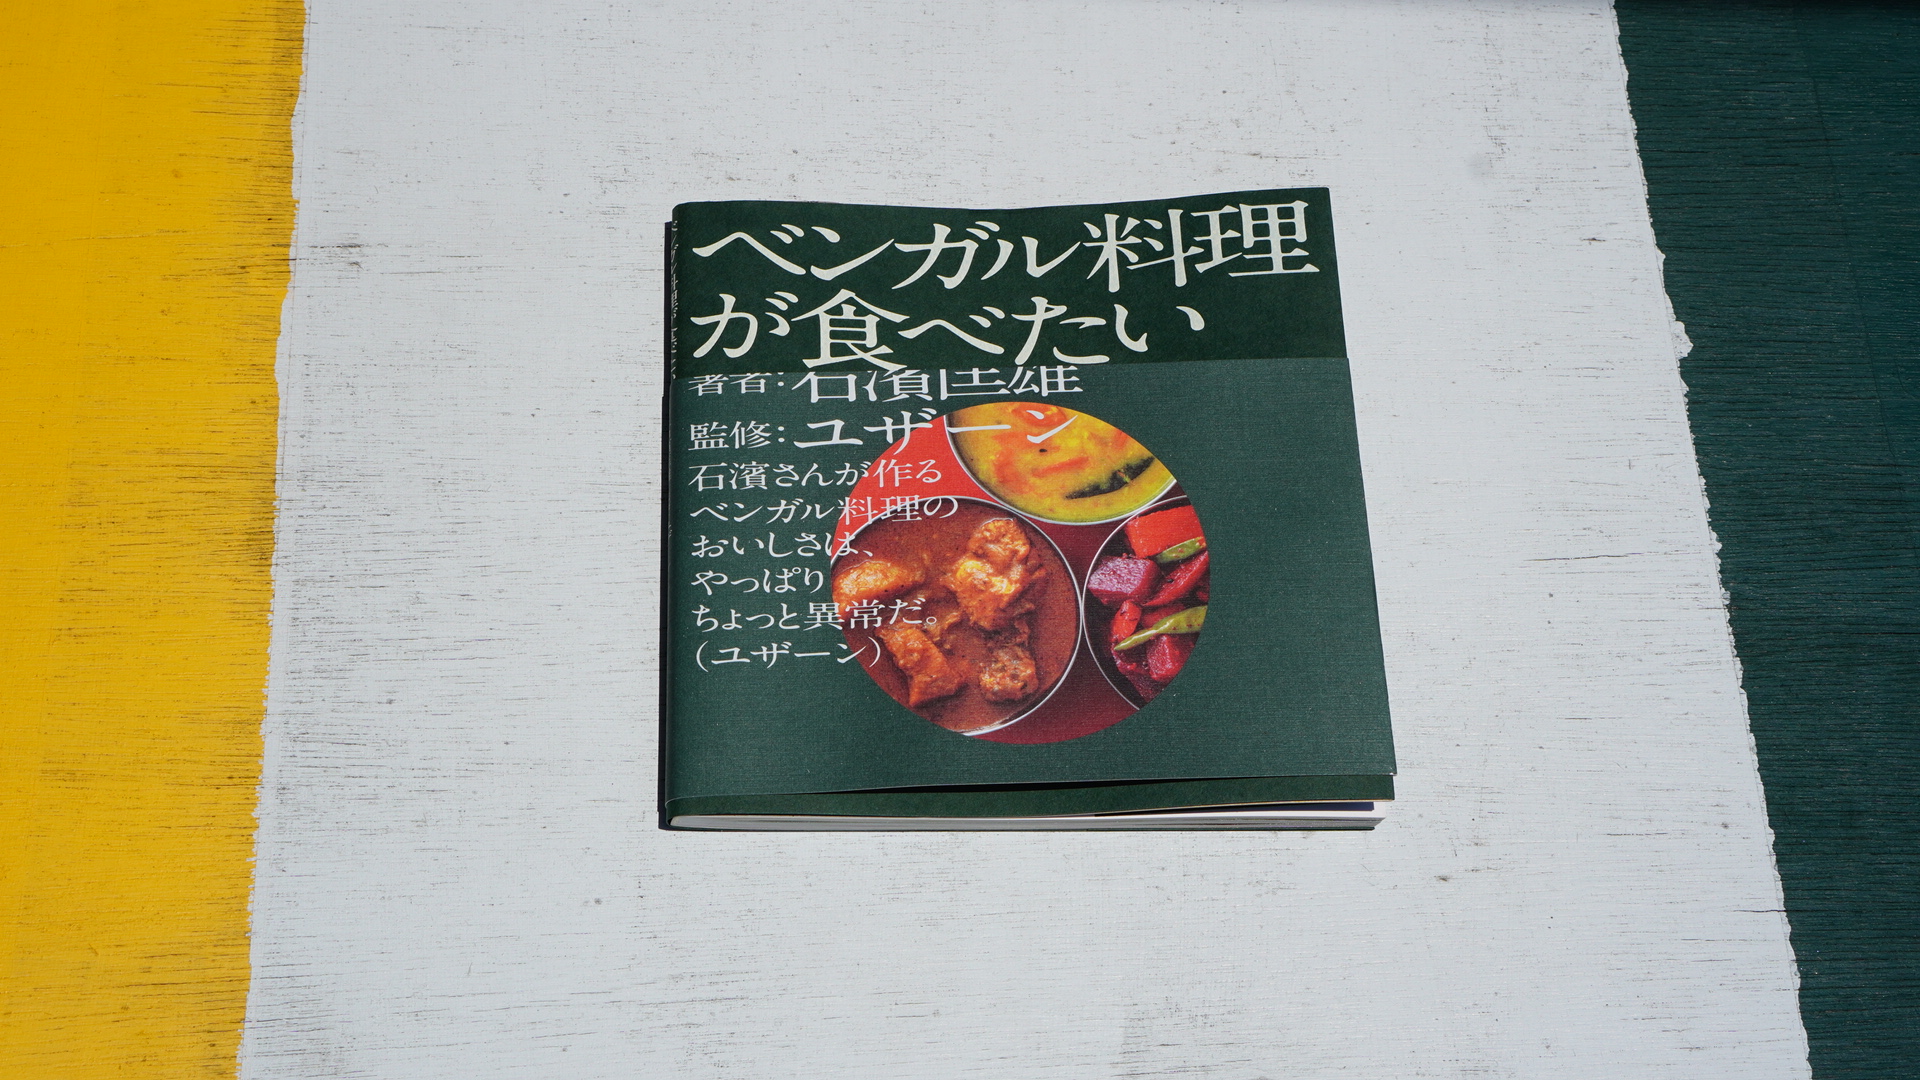 ベンガル料理
が食べたい
著者：石濱匡雄
監修：ユザーン
石濱さんが作る
ベンガル料理の
おいしさは、
やっぱり
ちょっと異常だ。
（ユザーン）